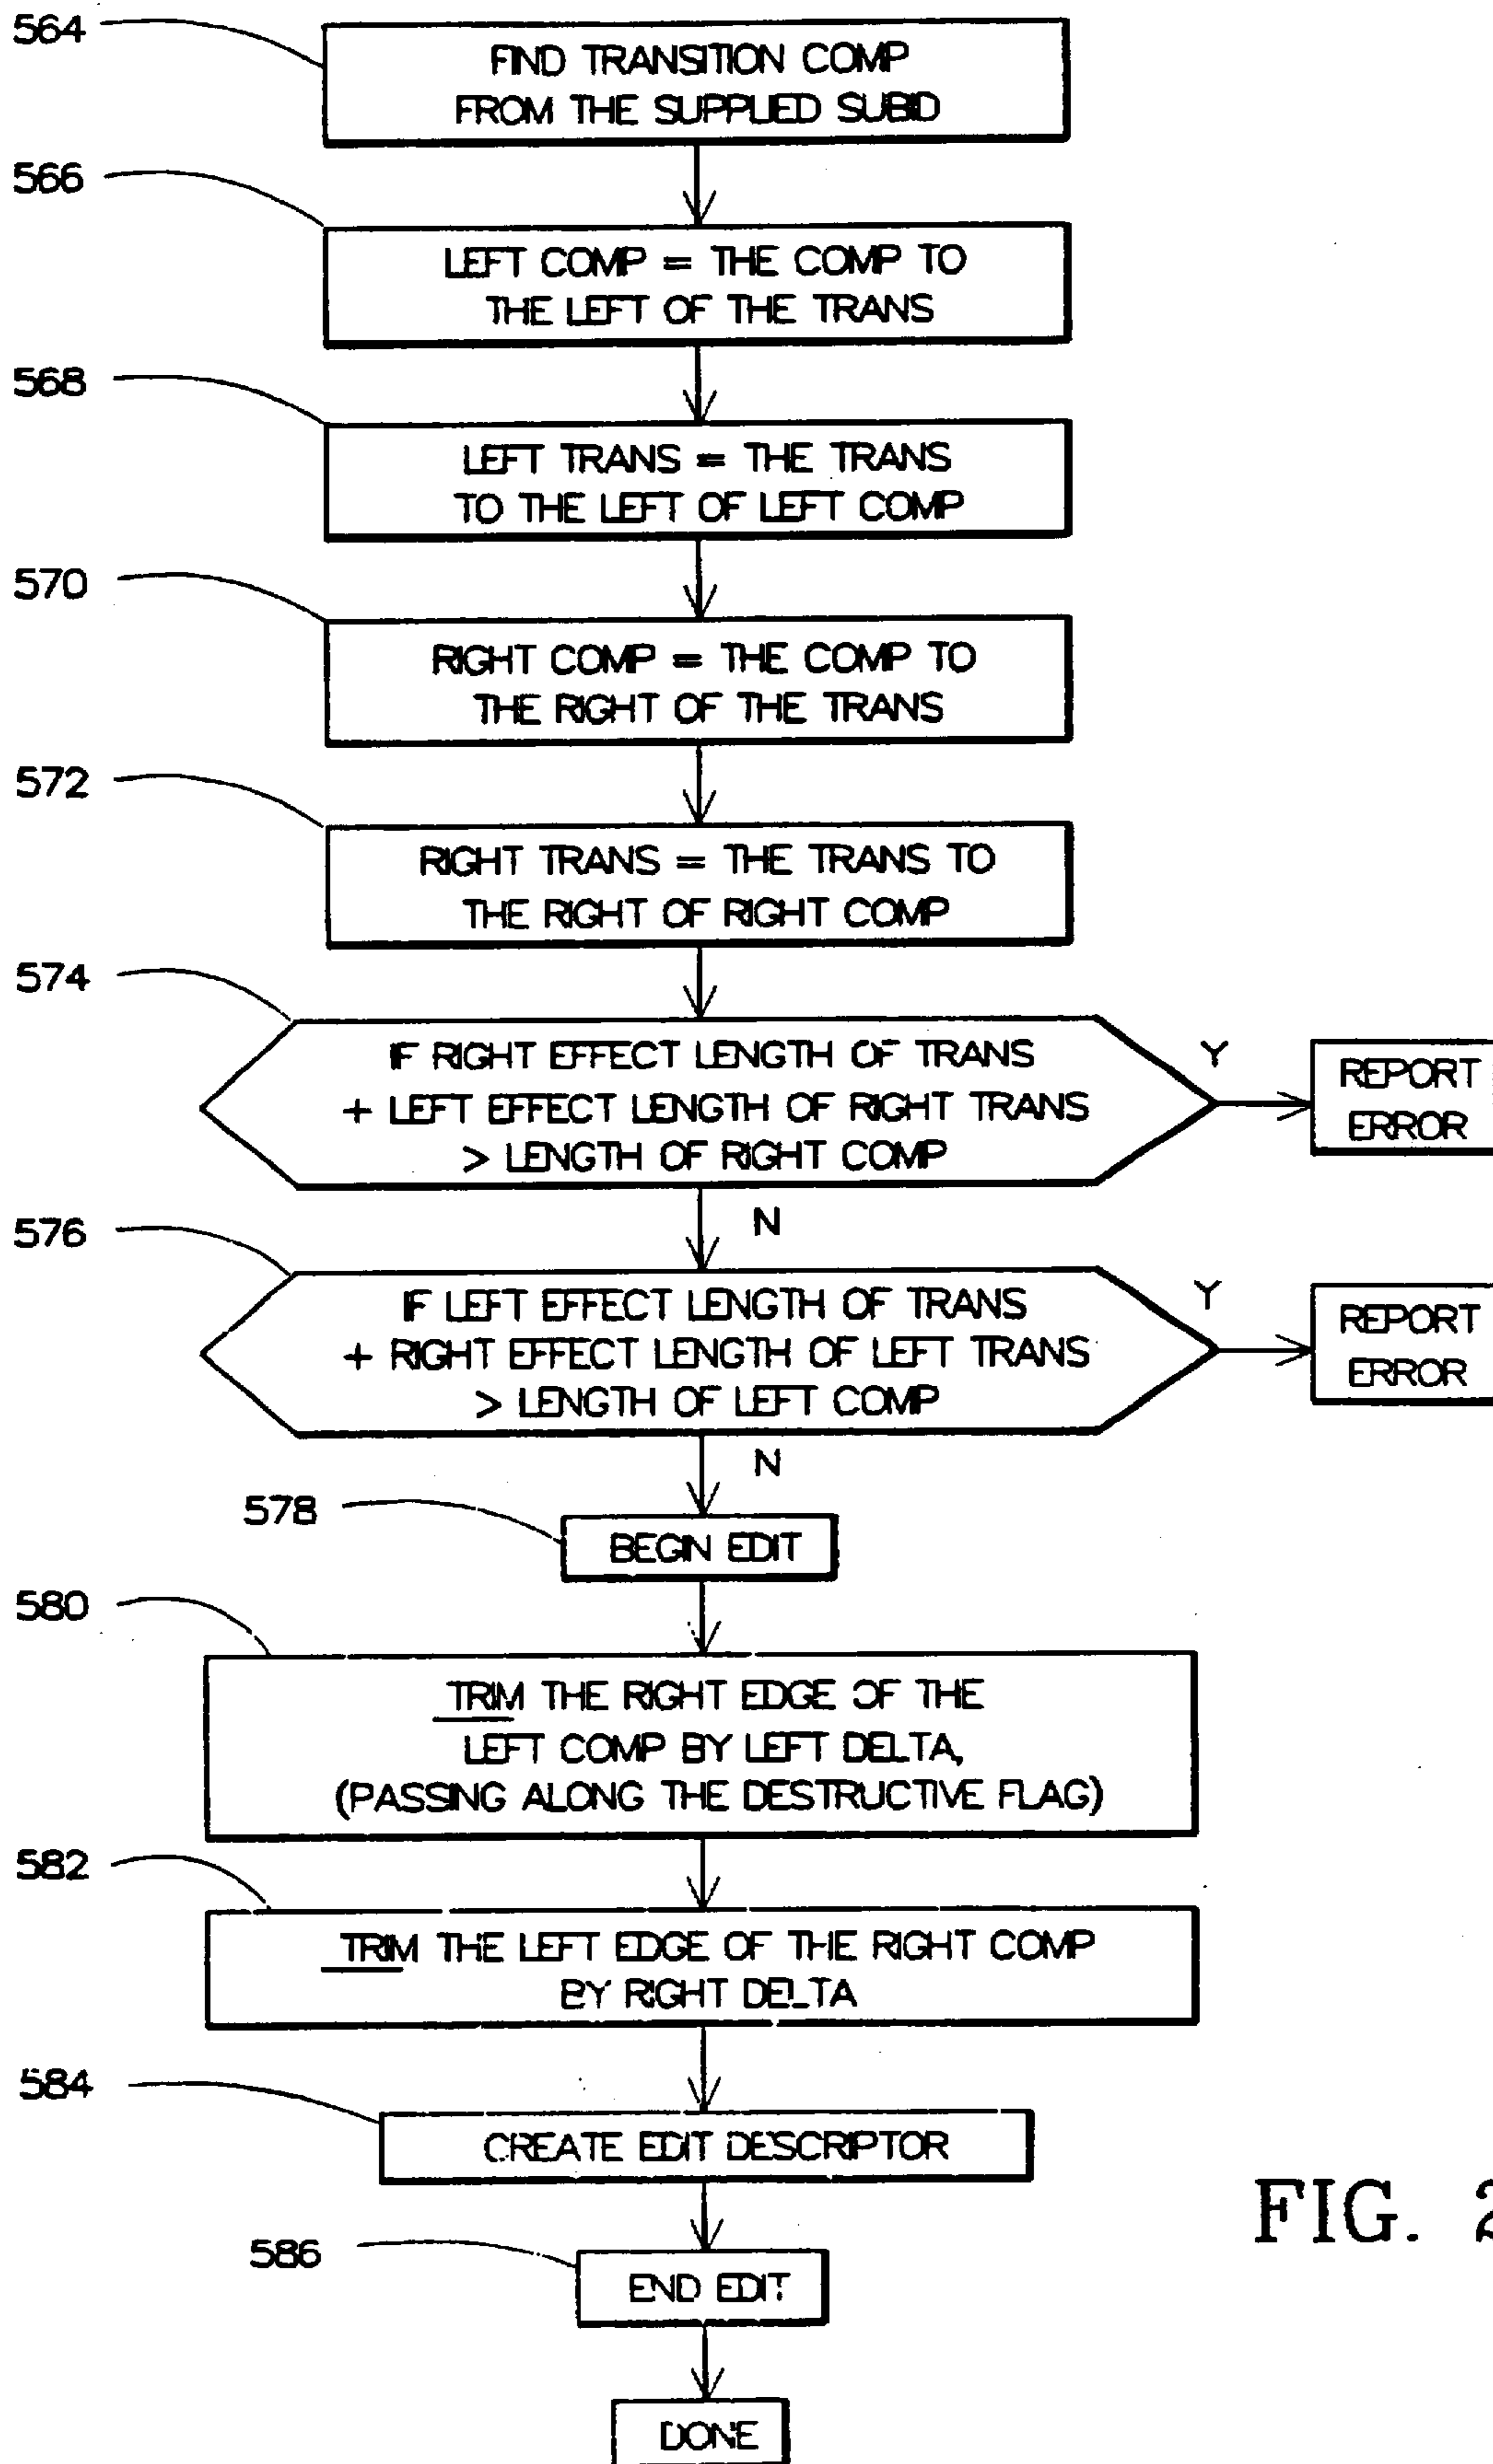 564
FIND TRANSITION COMP
FROM THE SUPPLIED SUBID
566
LEFT COMP = THE COMP TO
THE LEFT OF THE TRANS
568
LEFT TRANS = THE TRANS
TO THE LEFT OF LEFT COMP
570
RIGHT COMP = THE COMP TO
THE RIGHT OF THE TRANS
572
RIGHT TRANS = THE TRANS TO
THE RIGHT OF RIGHT COMP
574
IF RIGHT EFFECT LENGTH OF TRANS
+ LEFT EFFECT LENGTH OF RIGHT TRANS
> LENGTH OF RIGHT COMP
Y
REPORT
ERROR
N
576
IF LEFT EFFECT LENGTH OF TRANS
+ RIGHT EFFECT LENGTH OF LEFT TRANS
> LENGTH OF LEFT COMP
Y
REPORT
ERROR
N
578
BEGIN EDIT
580
TRIM THE RIGHT EDGE OF THE
LEFT COMP BY LEFT DELTA,
(PASSING ALONG THE DESTRUCTIVE FLAG)
582
TRIM THE LEFT EDGE OF THE RIGHT COMP
BY RIGHT DELTA
584
CREATE EDIT DESCRIPTOR
586
END EDIT
DONE
FIG.